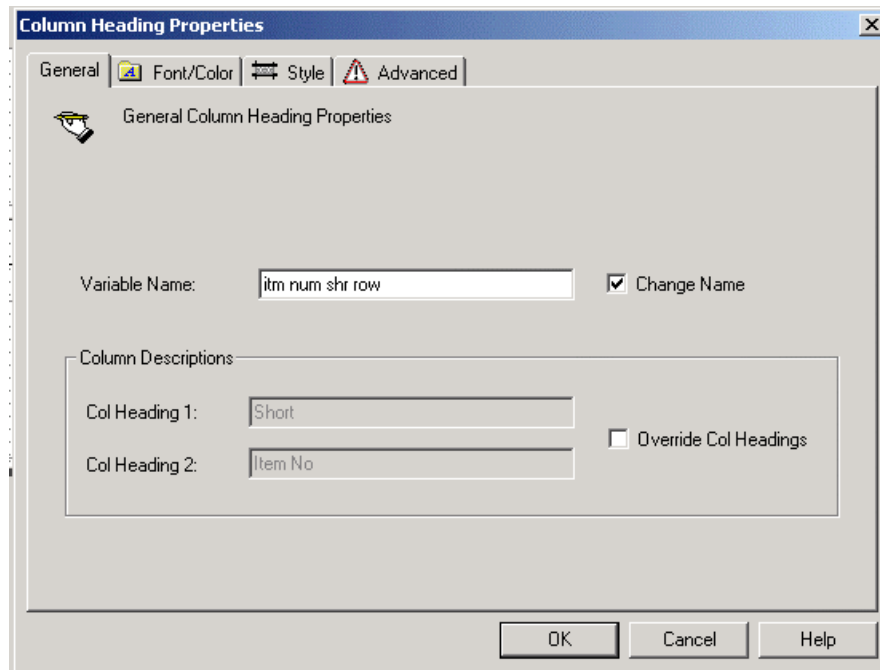 Column Heading Properties
General Font/Color Style Advanced
General Column Heading Properties
Variable Name: itm num shr row Change Name
Column Descriptions
Col Heading 1: Short
Override Col Headings
Col Heading 2: Item No
OK Cancel Help